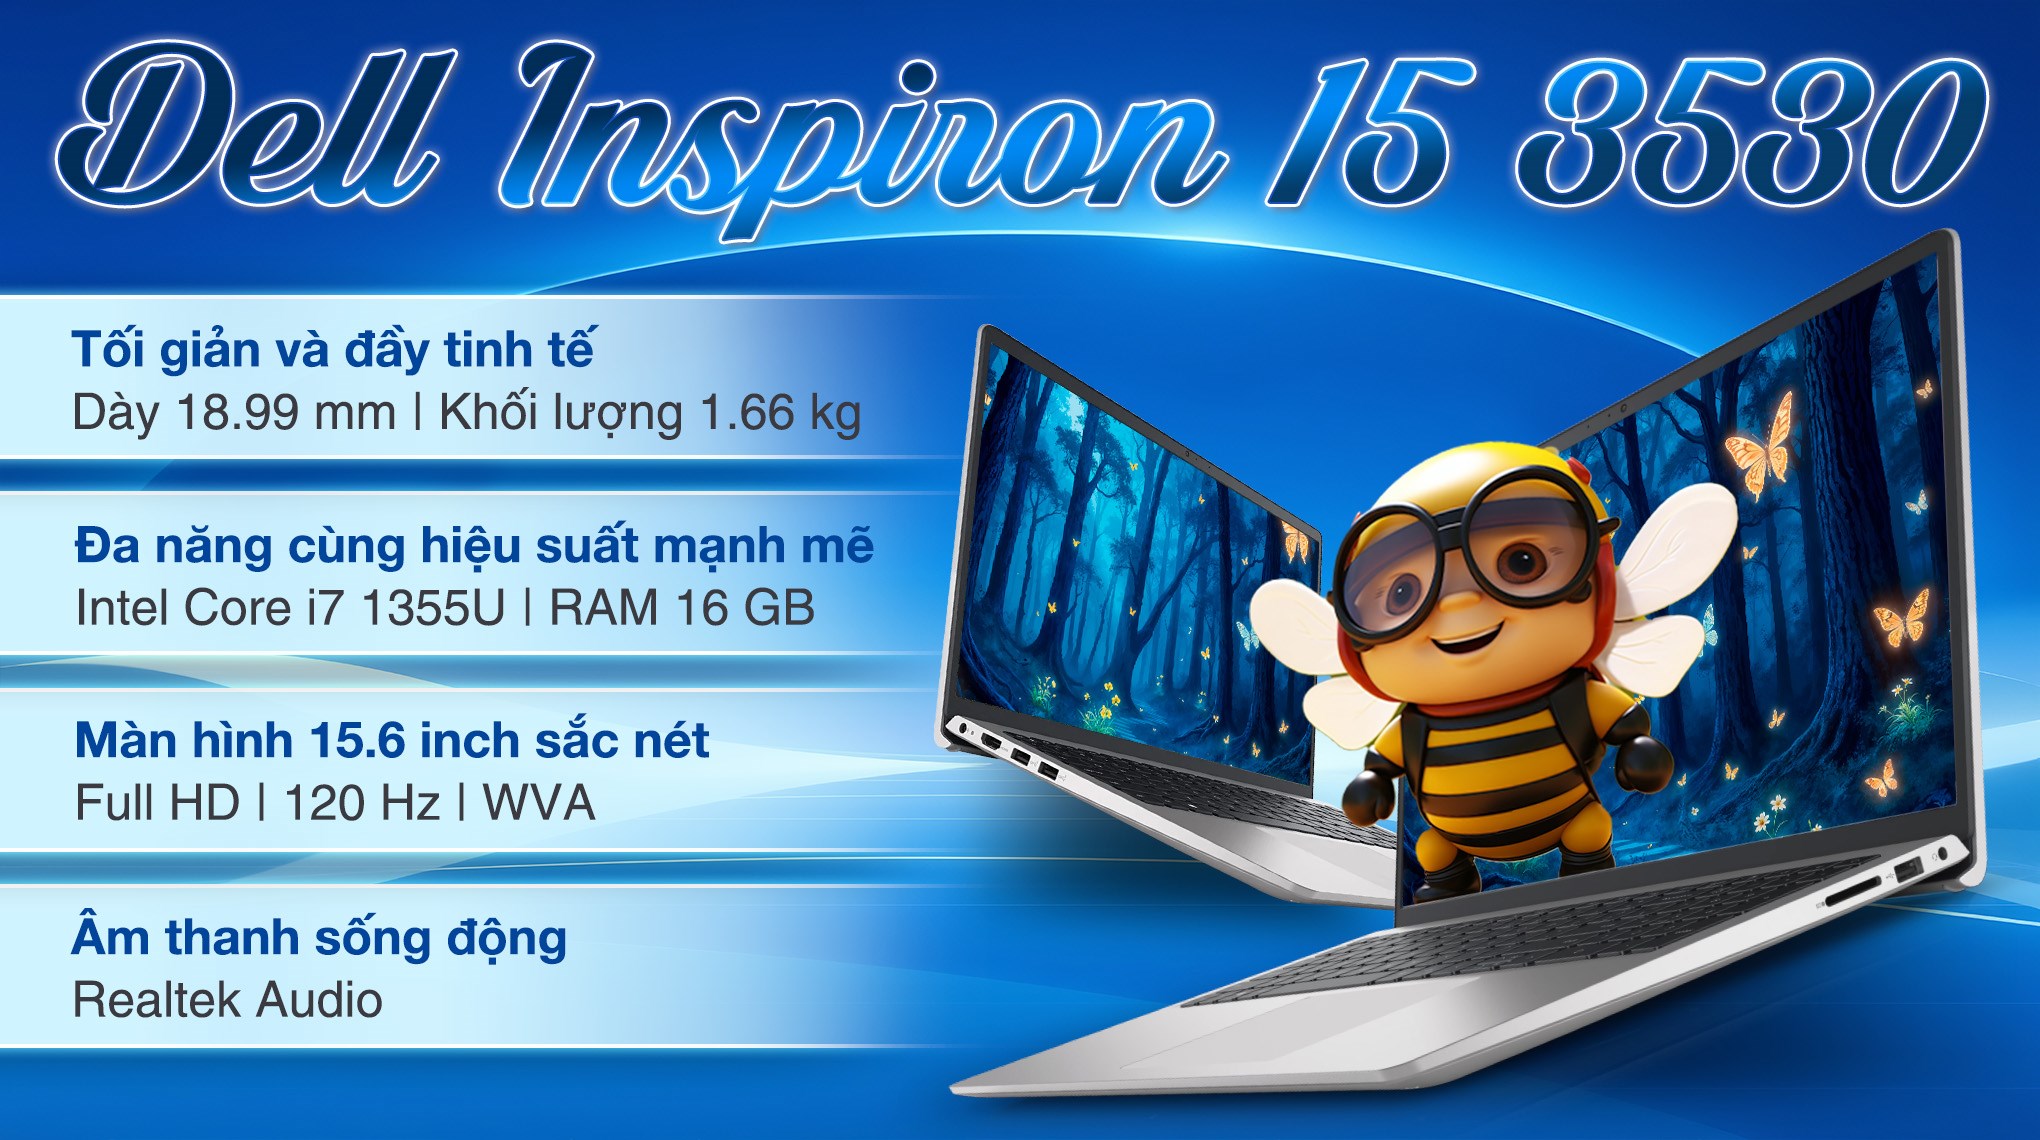 Dell Inspiron 15 3530
Tối giản và đầy tinh tế
Dày 18.99 mm | Khối lượng 1.66 kg
Đa năng cùng hiệu suất mạnh mẽ
Intel Core i7 1355U | RAM 16 GB
Màn hình 15.6 inch sắc nét
Full HD | 120 Hz | WVA
Âm thanh sống động
Realtek Audio